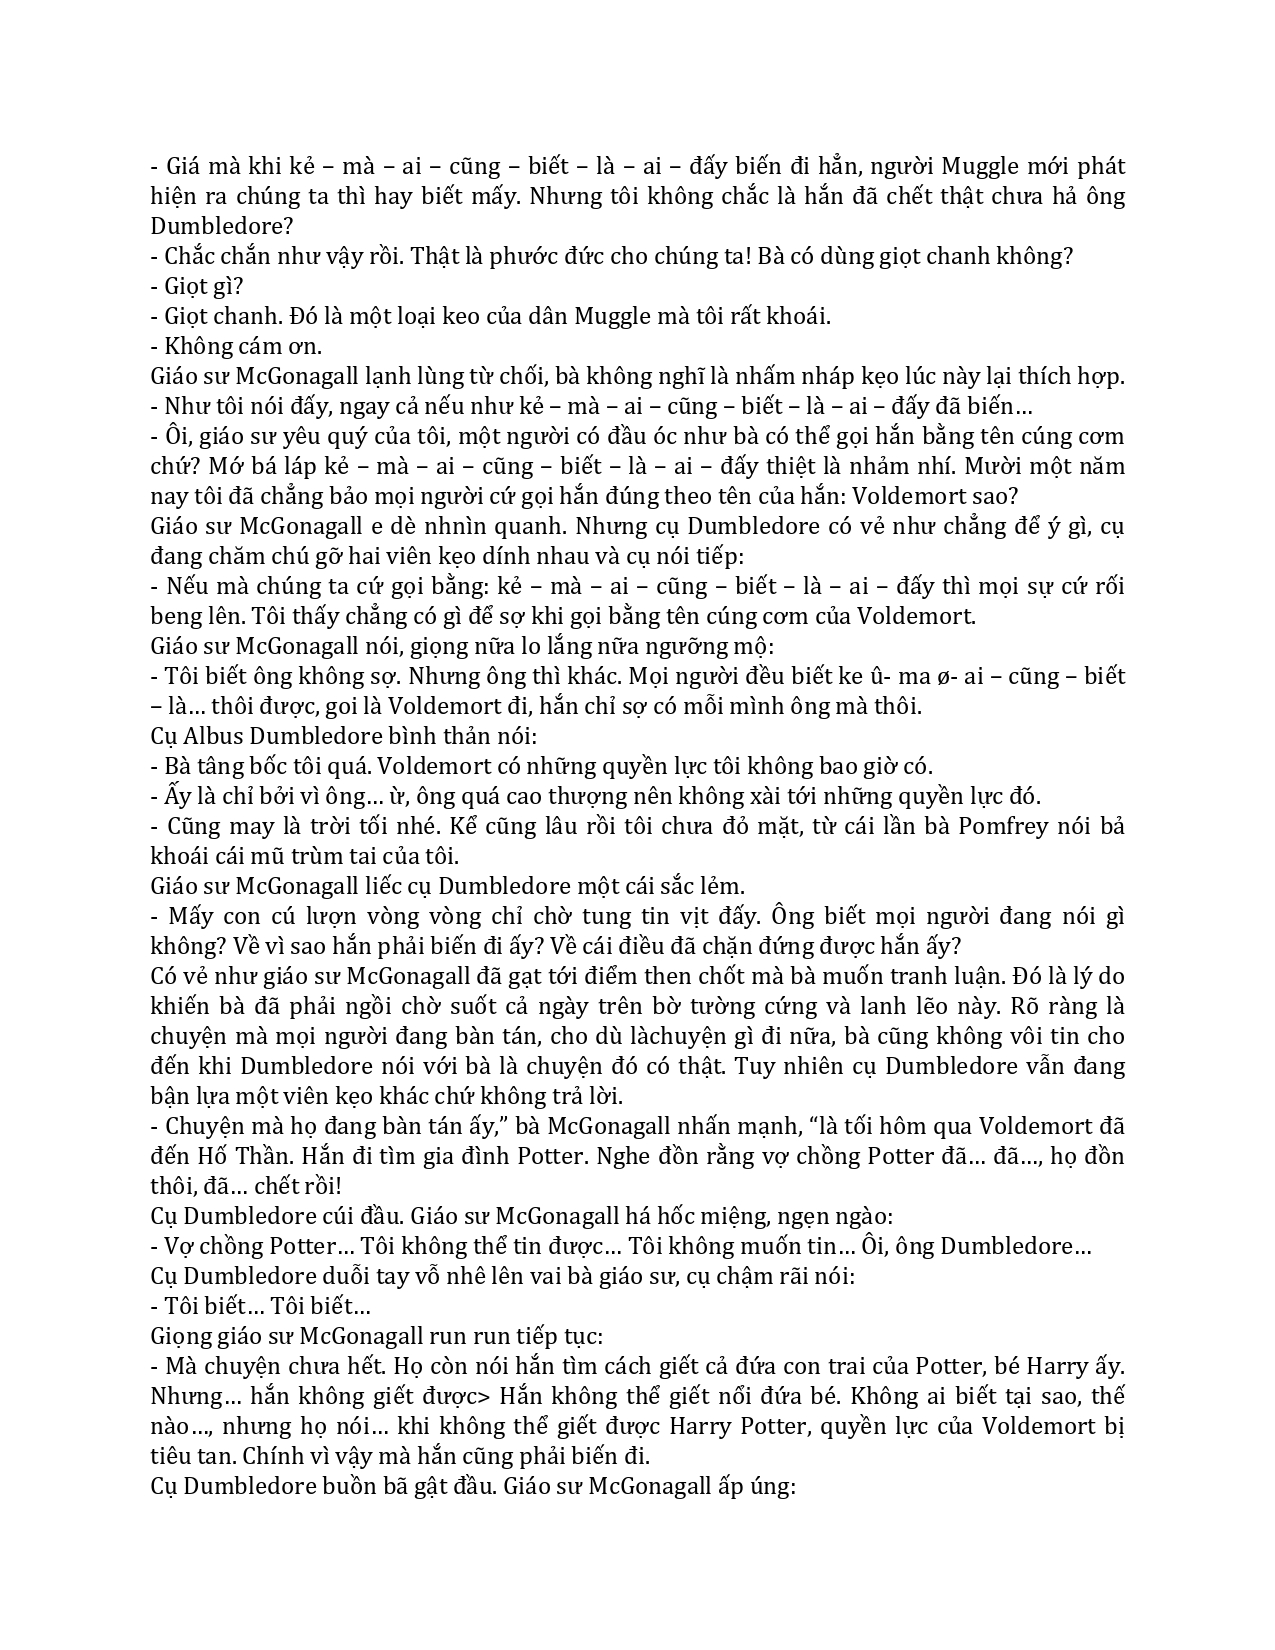 - Giá mà khi kẻ – mà – ai – cũng – biết – là – ai – đấy biến đi hẳn, người Muggle mới phát
hiện ra chúng ta thì hay biết mấy. Nhưng tôi không chắc là hắn đã chết thật chưa hả ông
Dumbledore?
- Chắc chắn như vậy rồi. Thật là phước đức cho chúng ta! Bà có dùng giọt chanh không?
- Giọt gì?
- Giọt chanh. Đó là một loại keo của dân Muggle mà tôi rất khoái.
- Không cám ơn.
Giáo sư McGonagall lạnh lùng từ chối, bà không nghĩ là nhấm nháp kẹo lúc này lại thích hợp.
- Như tôi nói đấy, ngay cả nếu như kẻ – mà – ai – cũng – biết – là – ai – đấy đã biến…
- Ôi, giáo sư yêu quý của tôi, một người có đầu óc như bà có thể gọi hắn bằng tên cúng cơm
chứ? Mớ bá láp kẻ – mà – ai – cũng – biết – là – ai – đấy thiệt là nhảm nhí. Mười một năm
nay tôi đã chẳng bảo mọi người cứ gọi hắn đúng theo tên của hắn: Voldemort sao?
Giáo sư McGonagall e dè nhnìn quanh. Nhưng cụ Dumbledore có vẻ như chẳng để ý gì, cụ
đang chăm chú gỡ hai viên kẹo dính nhau và cụ nói tiếp:
- Nếu mà chúng ta cứ gọi bằng: kẻ – mà – ai – cũng – biết – là – ai – đấy thì mọi sự cứ rối
beng lên. Tôi thấy chẳng có gì để sợ khi gọi bằng tên cúng cơm của Voldemort.
Giáo sư McGonagall nói, giọng nữa lo lắng nữa ngưỡng mộ:
- Tôi biết ông không sợ. Nhưng ông thì khác. Mọi người đều biết ke û- ma ø- ai – cũng – biết
– là… thôi được, goi là Voldemort đi, hắn chỉ sợ có mỗi mình ông mà thôi.
Cụ Albus Dumbledore bình thản nói:
- Bà tâng bốc tôi quá. Voldemort có những quyền lực tôi không bao giờ có.
- Ấy là chỉ bởi vì ông… ừ, ông quá cao thượng nên không xài tới những quyền lực đó.
- Cũng may là trời tối nhé. Kể cũng lâu rồi tôi chưa đỏ mặt, từ cái lần bà Pomfrey nói bả
khoái cái mũ trùm tai của tôi.
Giáo sư McGonagall liếc cụ Dumbledore một cái sắc lẻm.
- Mấy con cú lượn vòng vòng chỉ chờ tung tin vịt đấy. Ông biết mọi người đang nói gì
không? Về vì sao hắn phải biến đi ấy? Về cái điều đã chặn đứng được hắn ấy?
Có vẻ như giáo sư McGonagall đã gạt tới điểm then chốt mà bà muốn tranh luận. Đó là lý do
khiến bà đã phải ngồi chờ suốt cả ngày trên bờ tường cứng và lanh lẽo này. Rõ ràng là
chuyện mà mọi người đang bàn tán, cho dù làchuyện gì đi nữa, bà cũng không vôi tin cho
đến khi Dumbledore nói với bà là chuyện đó có thật. Tuy nhiên cụ Dumbledore vẫn đang
bận lựa một viên kẹo khác chứ không trả lời.
- Chuyện mà họ đang bàn tán ấy,” bà McGonagall nhấn mạnh, “là tối hôm qua Voldemort đã
đến Hố Thần. Hắn đi tìm gia đình Potter. Nghe đồn rằng vợ chồng Potter đã… đã…, họ đồn
thôi, đã… chết rồi!
Cụ Dumbledore cúi đầu. Giáo sư McGonagall há hốc miệng, ngẹn ngào:
- Vợ chồng Potter… Tôi không thể tin được… Tôi không muốn tin… Ôi, ông Dumbledore…
Cụ Dumbledore duỗi tay vỗ nhê lên vai bà giáo sư, cụ chậm rãi nói:
- Tôi biết… Tôi biết…
Giọng giáo sư McGonagall run run tiếp tục:
- Mà chuyện chưa hết. Họ còn nói hắn tìm cách giết cả đứa con trai của Potter, bé Harry ấy.
Nhưng… hắn không giết được> Hắn không thể giết nổi đứa bé. Không ai biết tại sao, thế
nào…, nhưng họ nói… khi không thể giết được Harry Potter, quyền lực của Voldemort bị
tiêu tan. Chính vì vậy mà hắn cũng phải biến đi.
Cụ Dumbledore buồn bã gật đầu. Giáo sư McGonagall ấp úng: